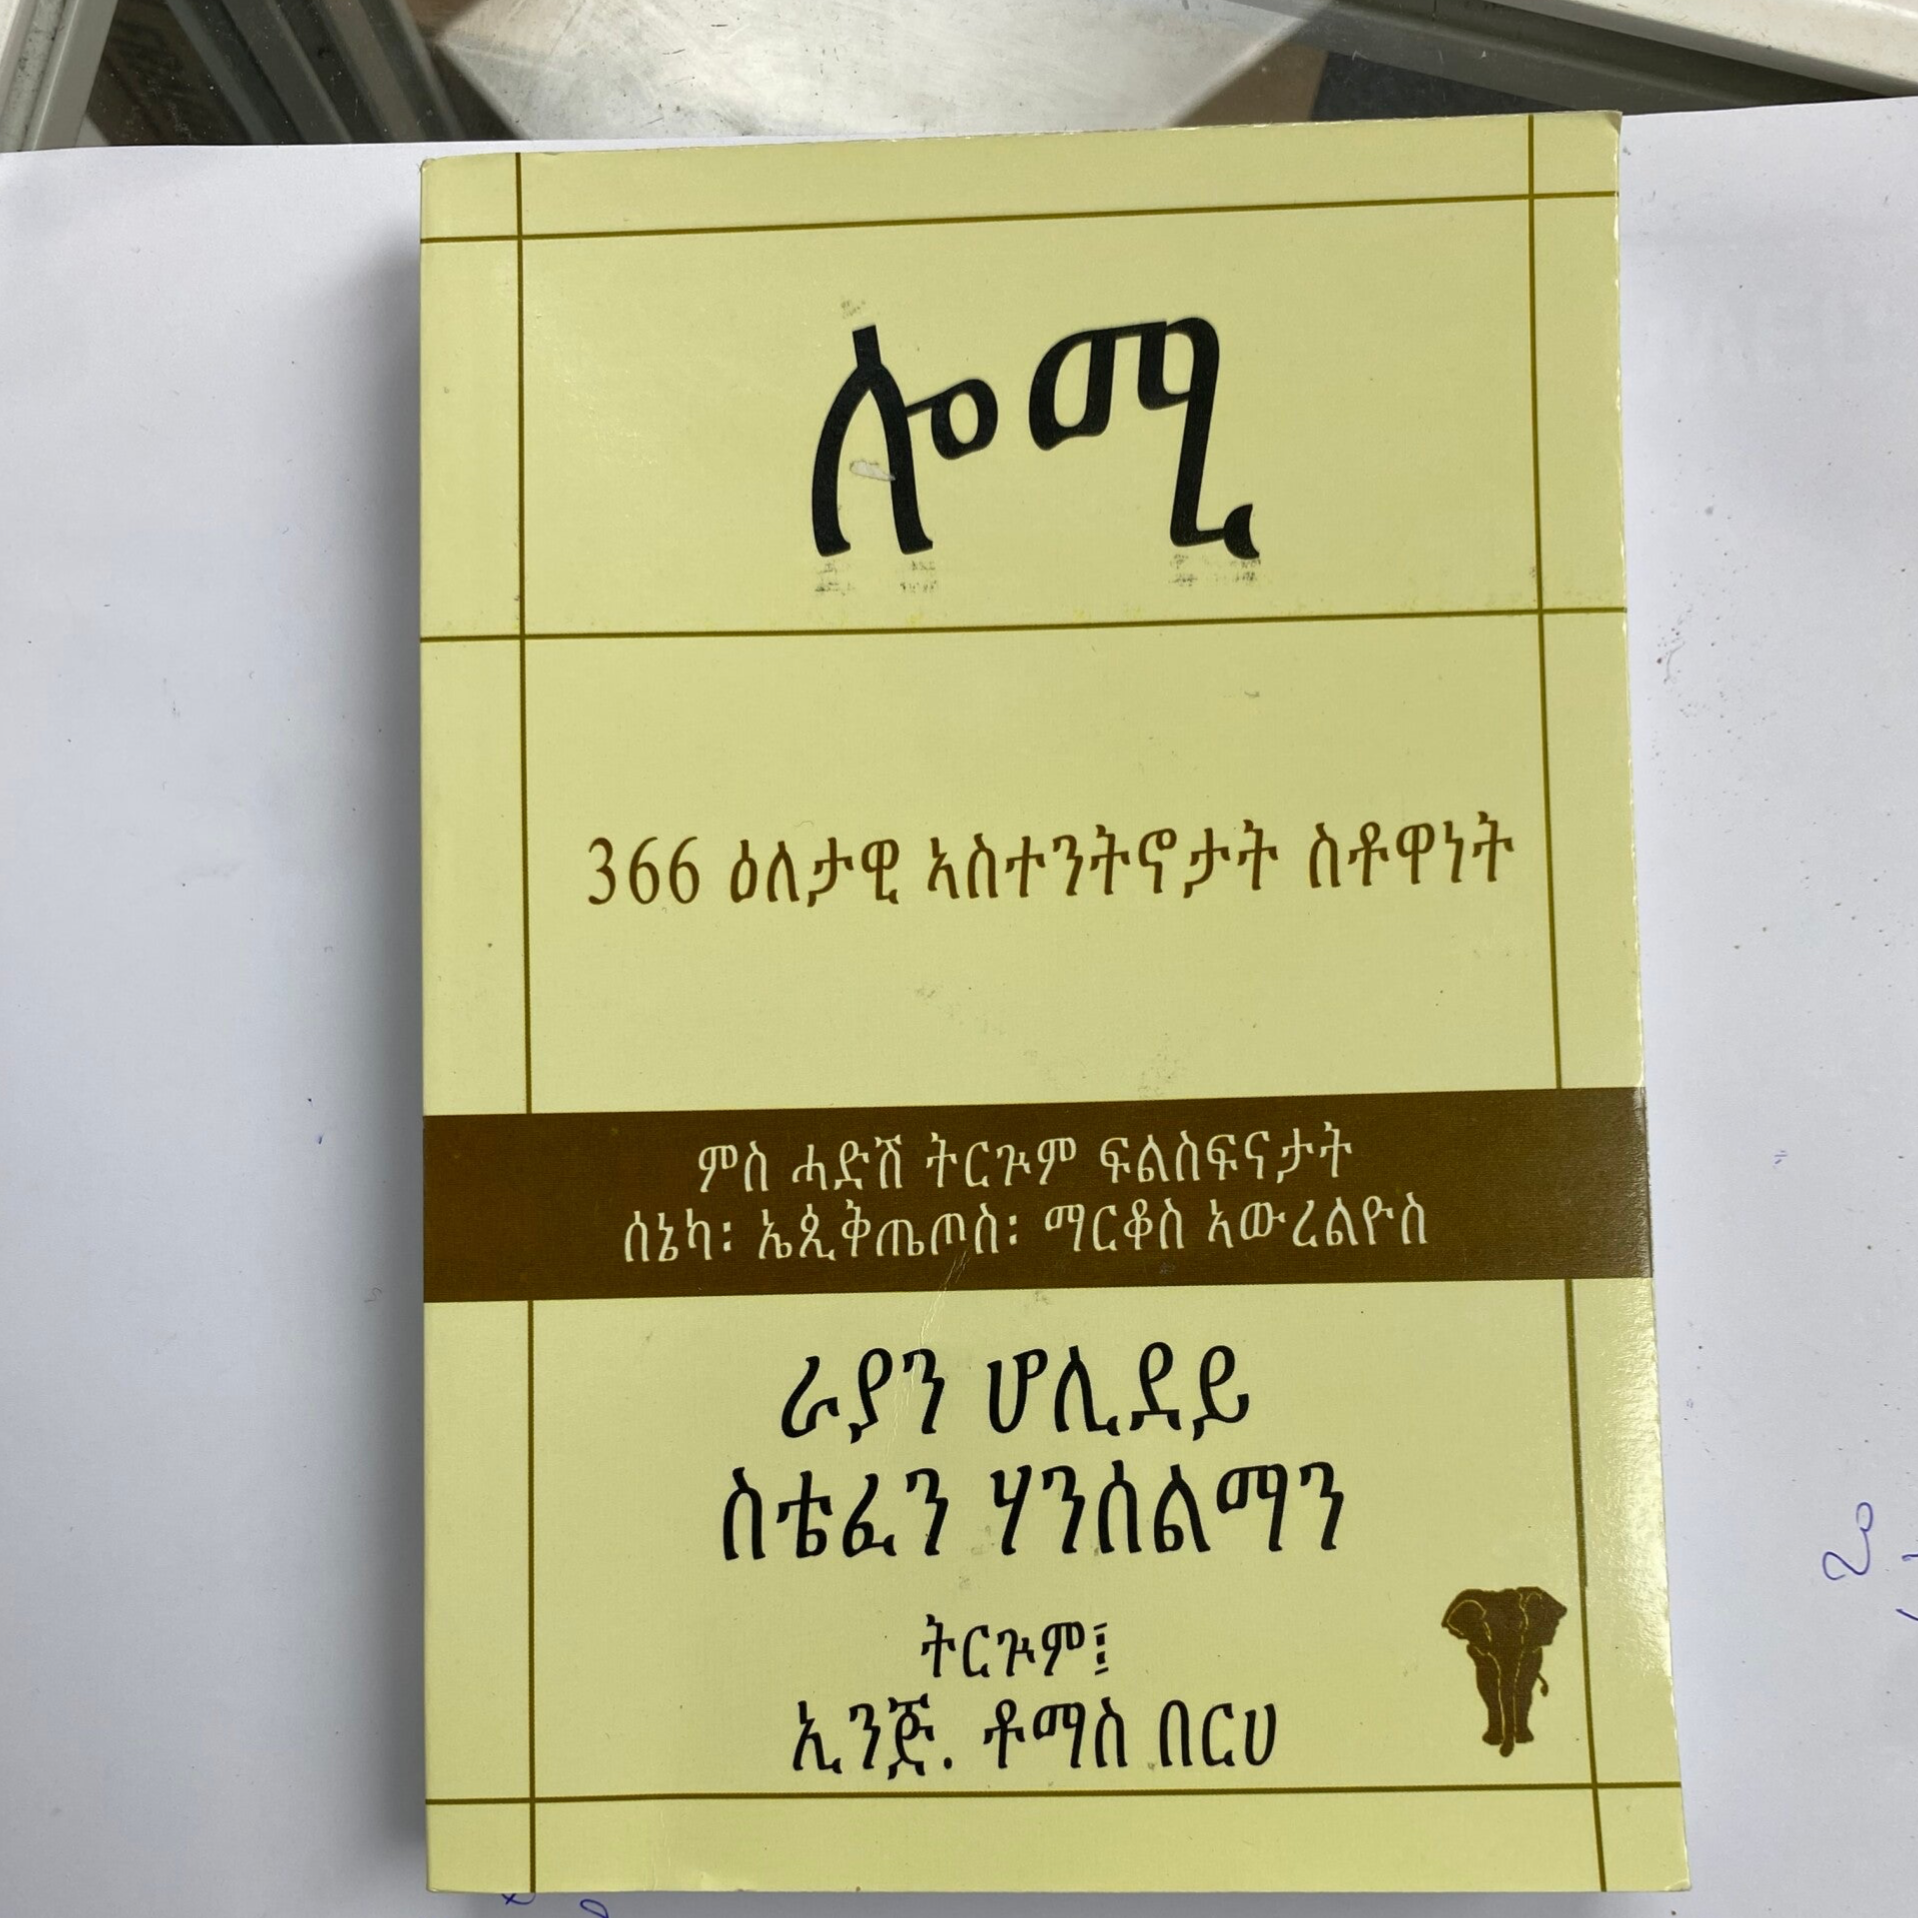 ሎሚ
366 ዕለታዊ ኣስተንትኖታት ስቶዋነት
ምስ ሓድሽ ትርጉም ፍልስፍናታት
ሰኔካ፡ ኤጲቅጤጦስ፡ ማርቆስ ኣውረልዮስ
ራያን ሆሊደይ
ስቴፈን ሃንሰልማን
ትርጉም፤
ኢንጅ. ቶማስ በርሀ